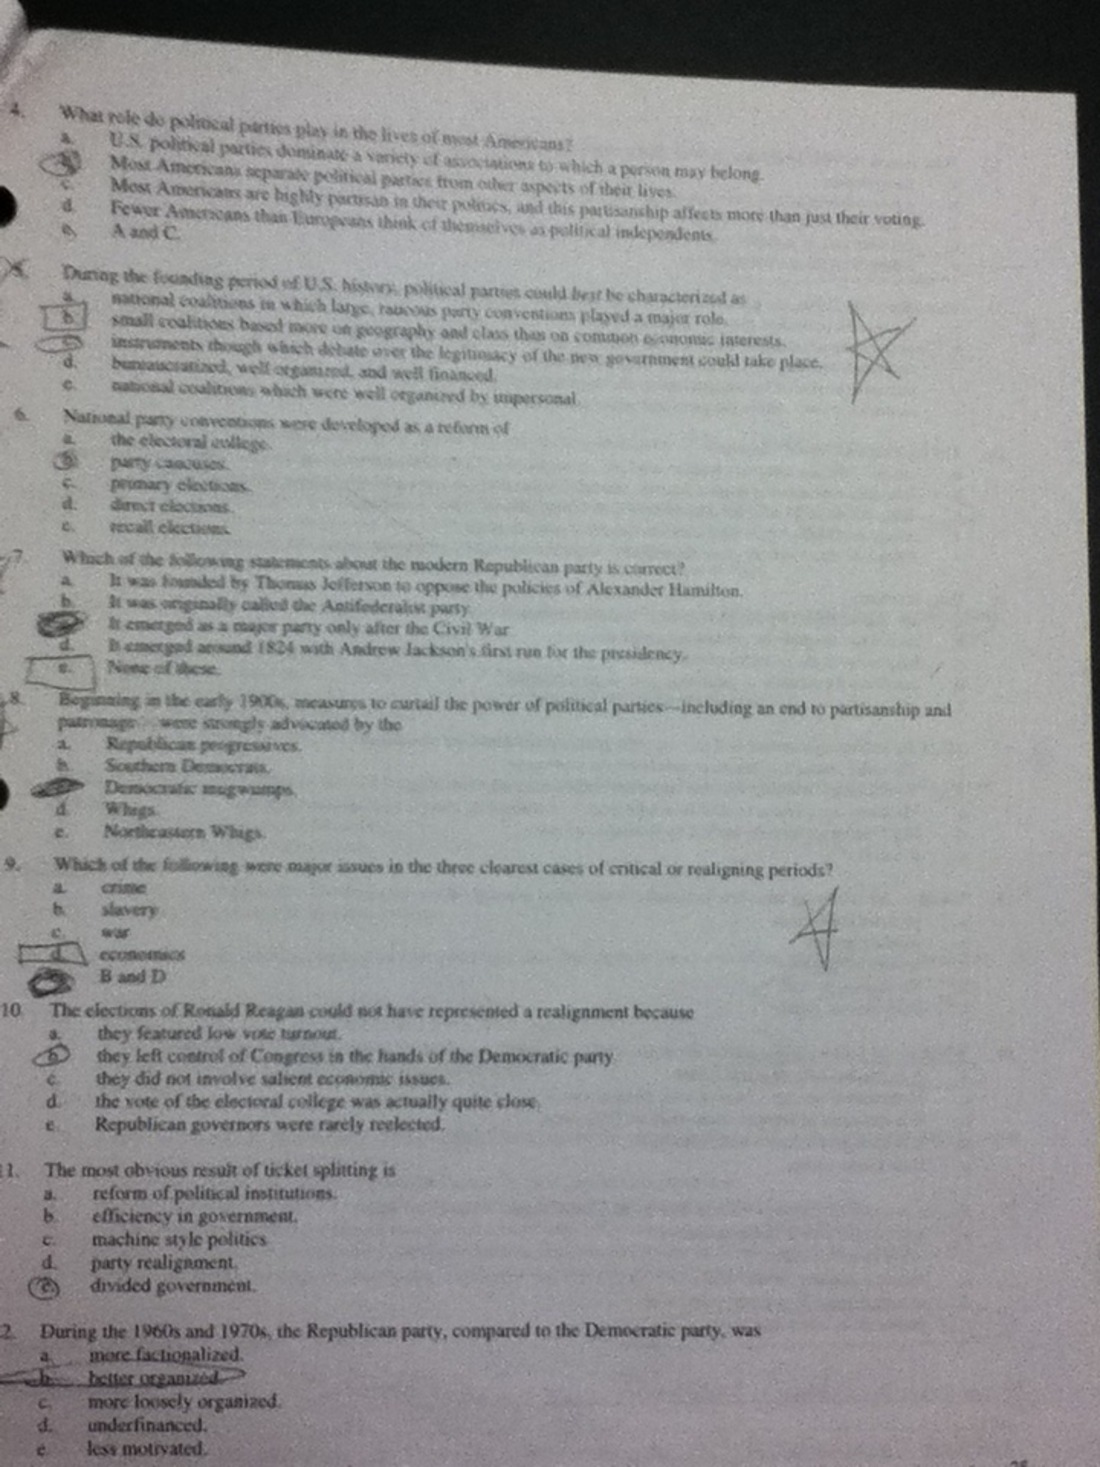 4. What role do political parties play in the lives of most Americans?
a. U.S. political parties dominate a variety of associations to which a person may belong.
b. Most Americans separate political parties from other aspects of their lives.
c. Most Americans are highly partisan in their politics, and this partisanship affects more than just their voting.
d. Fewer Americans than Europeans think of themselves as political independents.
e. A and C.
5. During the founding period of U.S. history, political parties could best be characterized as
a. national coalitions in which large, raucous party conventions played a major role.
b. small coalitions based more on geography and class than on common economic interests.
c. instruments though which debate over the legitimacy of the new government could take place.
d. bureaucratized, well organized, and well financed.
e. national coalitions which were well organized by impersonal.
6. National party conventions were developed as a reform of
a. the electoral college.
b. party caucuses.
c. primary elections.
d. direct elections.
e. recall elections.
7. Which of the following statements about the modern Republican party is correct?
a. It was founded by Thomas Jefferson to oppose the policies of Alexander Hamilton.
b. It was originally called the Antifederalist party.
It emerged as a major party only after the Civil War.
d. It emerged around 1824 with Andrew Jackson's first run for the presidency.
e. None of these.
8. Beginning in the early 1900s, measures to curtail the power of political parties—including an end to partisanship and
patronage—were strongly advocated by the
a. Republican progressives.
b. Southern Democrats.
Democratic mugwumps.
d. Whigs.
e. Northeastern Whigs.
9. Which of the following were major issues in the three clearest cases of critical or realigning periods?
a. crime
b. slavery
c. war
d. economics
B and D
10. The elections of Ronald Reagan could not have represented a realignment because
a. they featured low vote turnout.
b. they left control of Congress in the hands of the Democratic party.
c. they did not involve salient economic issues.
d. the vote of the electoral college was actually quite close.
e. Republican governors were rarely reelected.
11. The most obvious result of ticket splitting is
a. reform of political institutions.
b. efficiency in government.
c. machine style politics
d. party realignment.
e. divided government.
2. During the 1960s and 1970s, the Republican party, compared to the Democratic party, was
a. more factionalized.
b. better organized.
c. more loosely organized.
d. underfinanced.
e. less motivated.